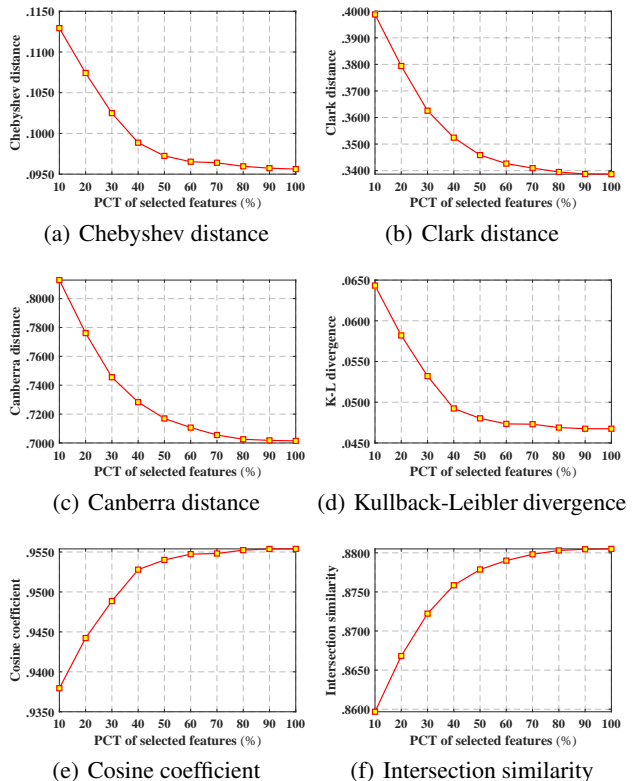 .1150
.1100
.1050
.1000
.0950
Chebyshev distance
10 20 30 40 50 60 70 80 90 100
PCT of selected features (%)
(a) Chebyshev distance
.4000
.3900
.3800
.3700
.3600
.3500
.3400
Clark distance
10 20 30 40 50 60 70 80 90 100
PCT of selected features (%)
(b) Clark distance
.8000
.7800
.7600
.7400
.7200
.7000
Canberra distance
10 20 30 40 50 60 70 80 90 100
PCT of selected features (%)
(c) Canberra distance
.0650
.0600
.0550
.0500
.0450
K-L divergence
10 20 30 40 50 60 70 80 90 100
PCT of selected features (%)
(d) Kullback-Leibler divergence
.9550
.9500
.9450
.9400
.9350
Cosine coefficient
10 20 30 40 50 60 70 80 90 100
PCT of selected features (%)
(e) Cosine coefficient
.8800
.8750
.8700
.8650
.8600
Intersection similarity
10 20 30 40 50 60 70 80 90 100
PCT of selected features (%)
(f) Intersection similarity